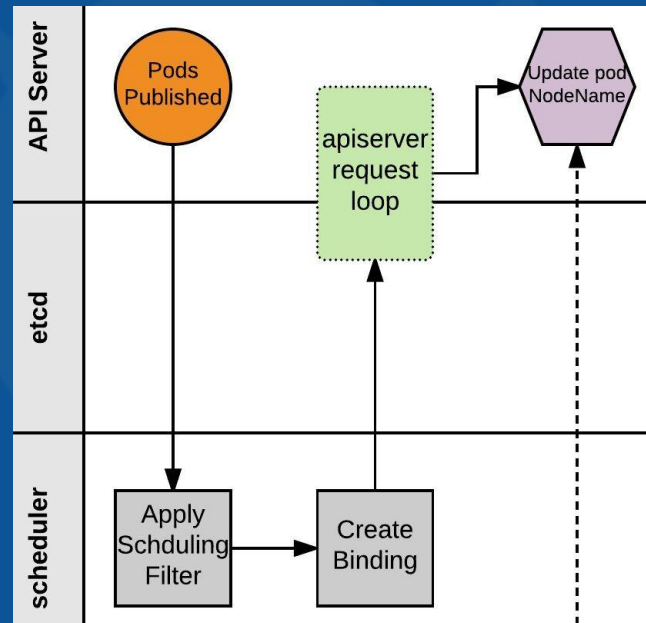 API Server
Pods
Published
apiserver
request
loop
Update pod
NodeName
etcd
scheduler
Apply
Schduling
Filter
Create
Binding